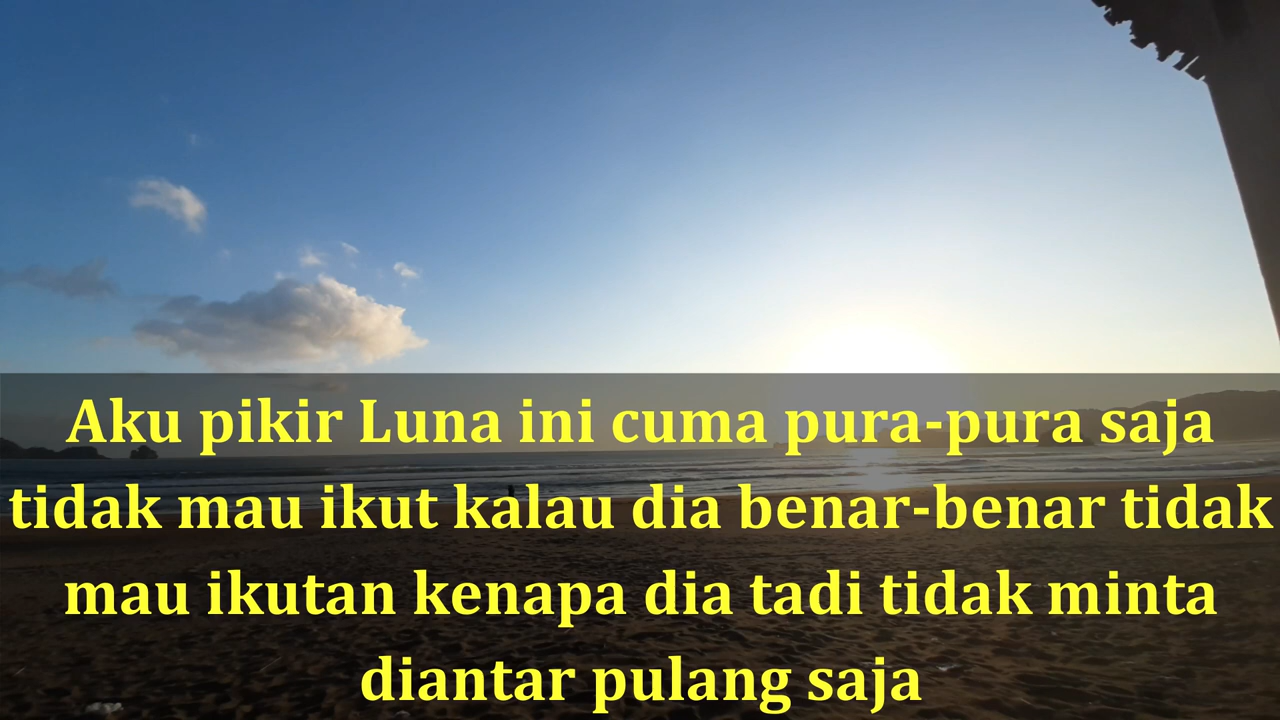 Aku pikir Luna ini cuma pura-pura saja
tidak mau ikut kalau dia benar-benar tidak
mau ikutan kenapa dia tadi tidak minta
diantar pulang saja